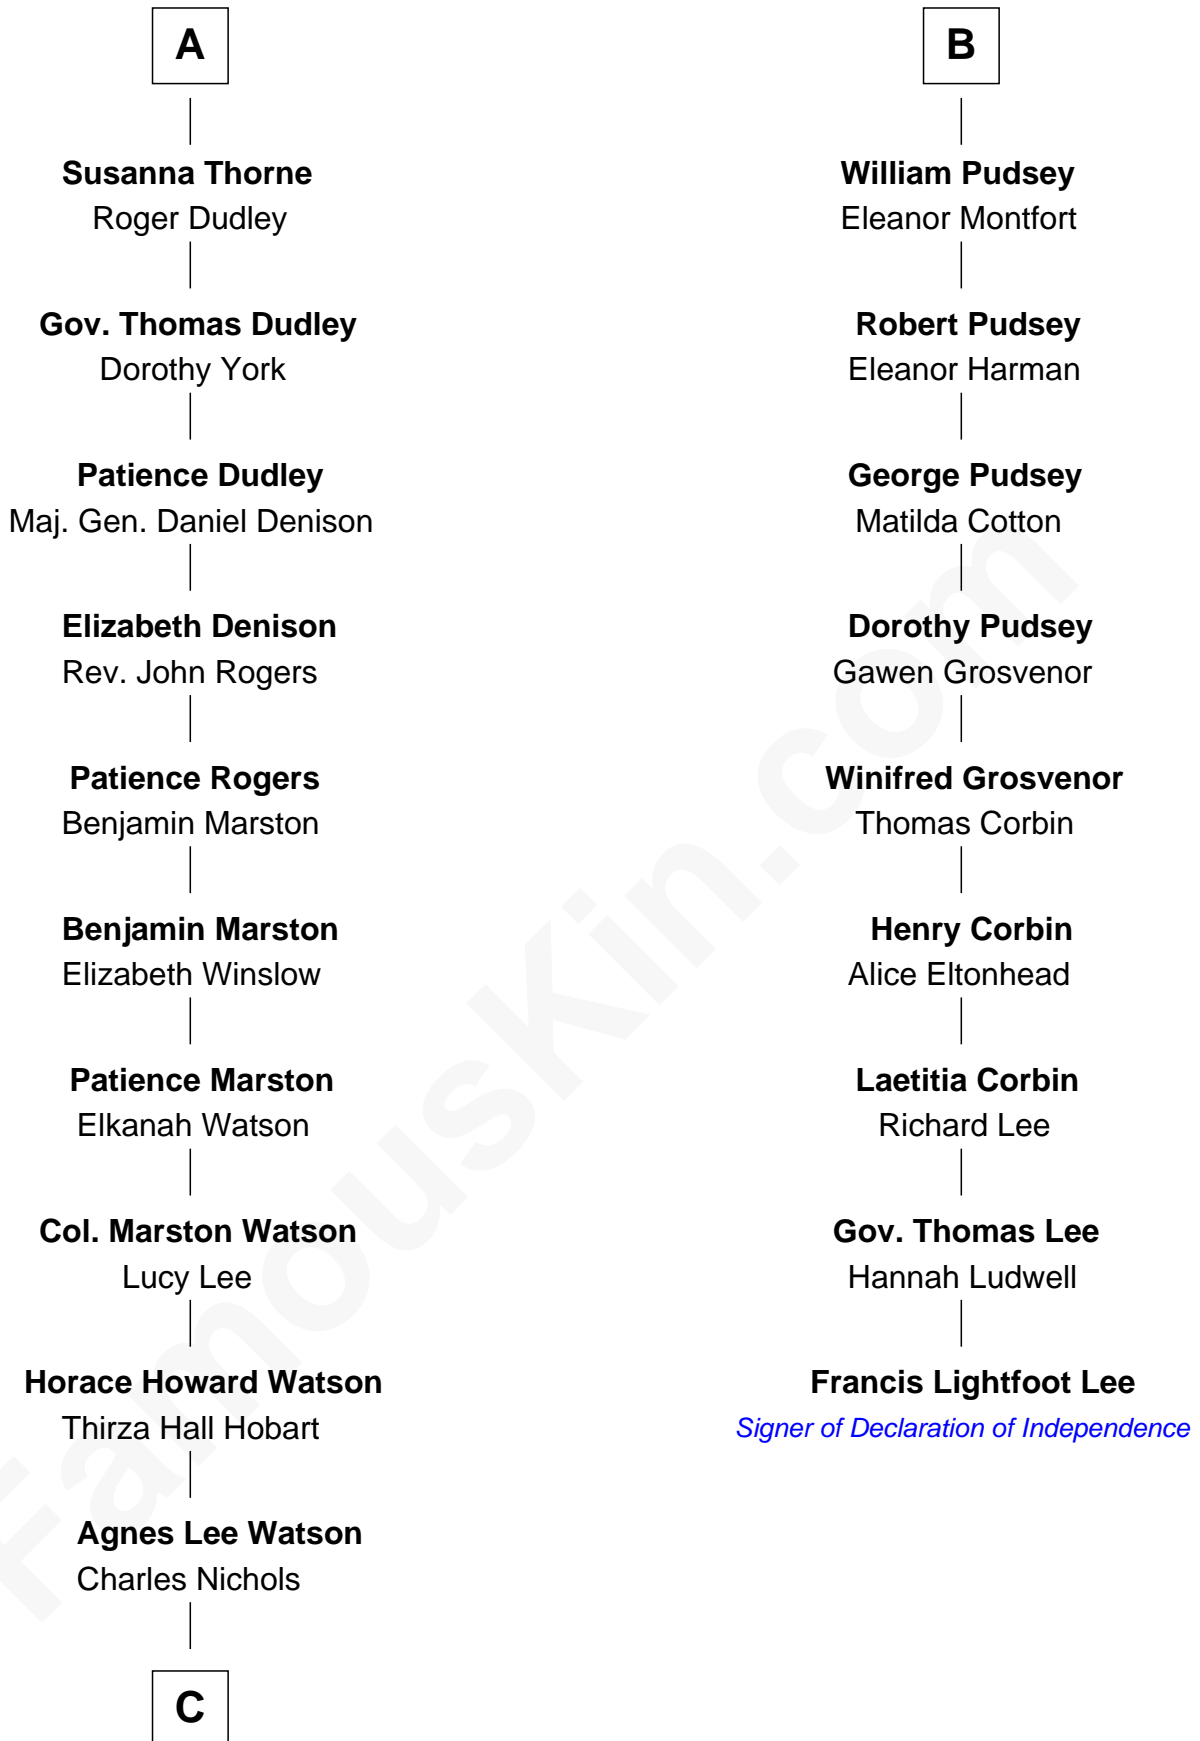 A
Susanna Thorne
Roger Dudley
Gov. Thomas Dudley
Dorothy York
Patience Dudley
Maj. Gen. Daniel Denison
Elizabeth Denison
Rev. John Rogers
Patience Rogers
Benjamin Marston
Benjamin Marston
Elizabeth Winslow
Patience Marston
Elkanah Watson
Col. Marston Watson
Lucy Lee
Horace Howard Watson
Thirza Hall Hobart
Agnes Lee Watson
Charles Nichols
C
B
William Pudsey
Eleanor Montfort
Robert Pudsey
Eleanor Harman
George Pudsey
Matilda Cotton
Dorothy Pudsey
Gawen Grosvenor
Winifred Grosvenor
Thomas Corbin
Henry Corbin
Alice Eltonhead
Laetitia Corbin
Richard Lee
Gov. Thomas Lee
Hannah Ludwell
Francis Lightfoot Lee
Signer of Declaration of Independence
FamousKin.com